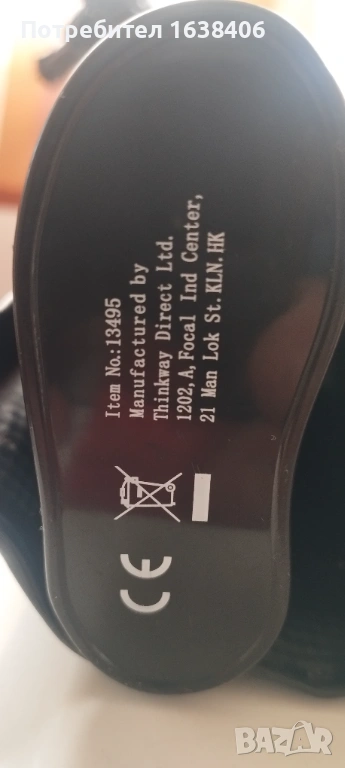 Потребител 1638406
Item No.:13495
Manufactured by
Thinkway Direct Ltd.
1202, A, Focal Ind Center,
21 Man Lok St. KLN. HK
CE
BAZAR